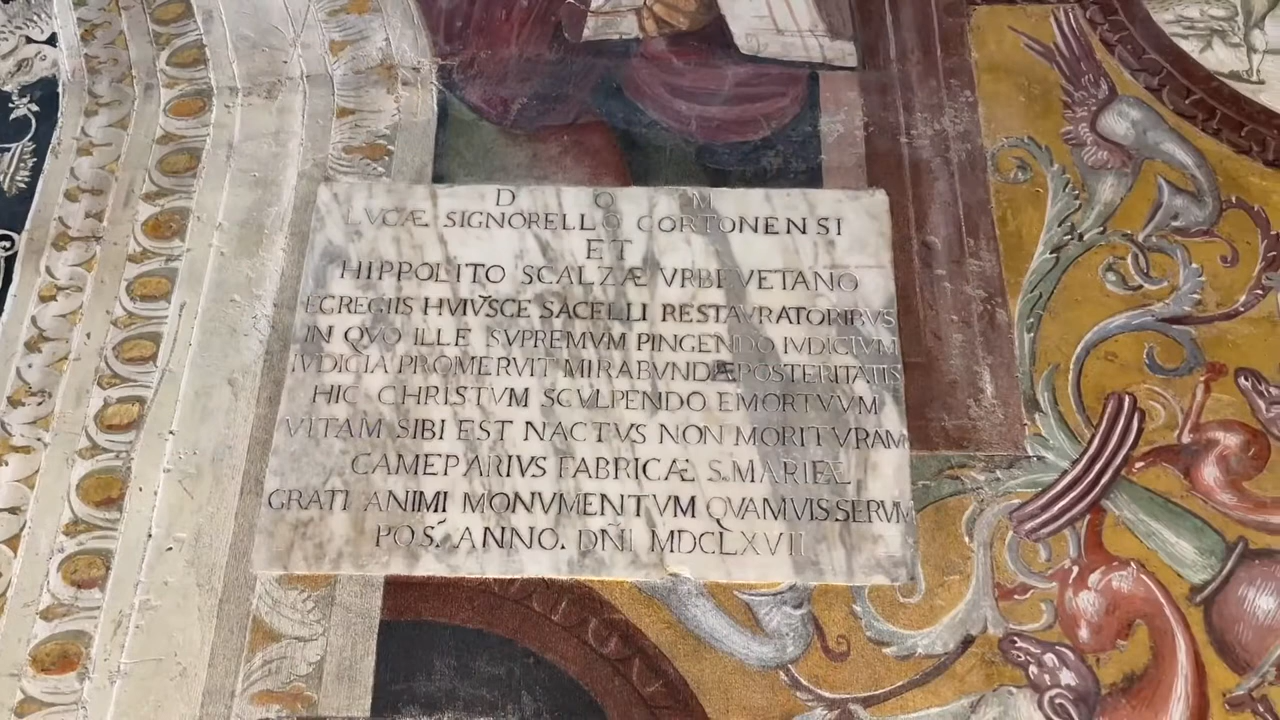 D O M
LVCÆ SIGNORELLO CORTONENSI
ET
HIPPOLITO SCALZÆ VRBEVETANO
EGREGIIS HVIVSCE SACELLI RESTAVRATORIBVS
IN QVO ILLE SVPREMVM PINGENDO IVDICIVM
IVDICIA PROMERVIT MIRABVNDÆ POSTERITATIS
HIC CHRISTVM SCVLPENDO EMORTVVM
VITAM SIBI EST NACTVS NON MORITVRAM
CAMERARIVS FABRICÆ S. MARIÆ
GRATI ANIMI MONVMENTVM QVAMVIS SERVM
POS. ANNO. DÑI MDCLXVII